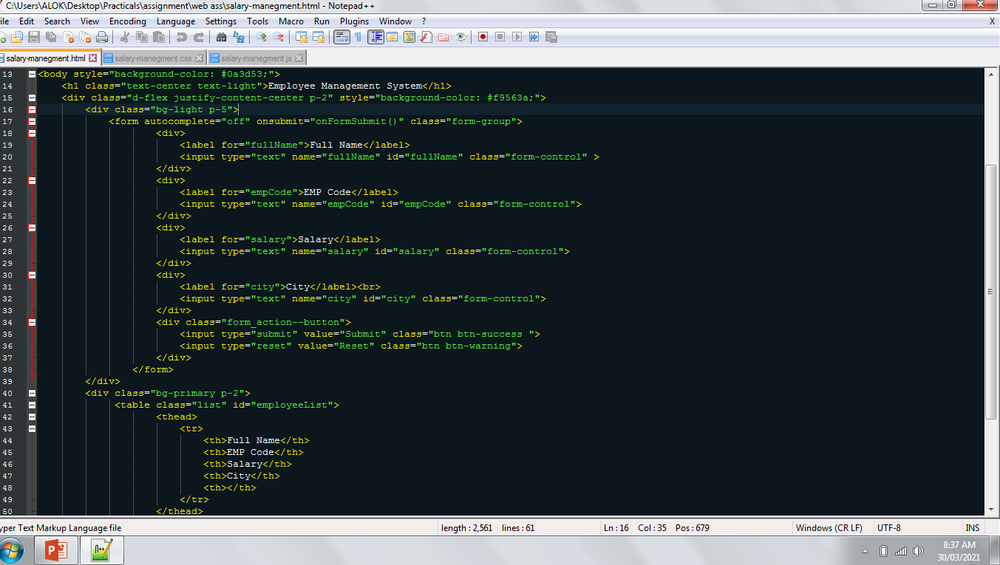 C:\Users\ALOK\Desktop\Practicals\assignment\web ass\salary-manegment.html - Notepad++
ile Edit Search View Encoding Language Settings Tools Macro Run Plugins Window ? X
salary-manegment.html salary-manegment.css salary-manegment.js
13 <body style="background-color: #0a3d53;">
14 <h1 class="text-center text-light">Employee Management System</h1>
15 <div class="d-flex justify-content-center p-2" style="background-color: #f9563a;">
16 <div class="bg-light p-5">
17 <form autocomplete="off" onsubmit="onFormSubmit()" class="form-group">
18 <div>
19 <label for="fullName">Full Name</label>
20 <input type="text" name="fullName" id="fullName" class="form-control" >
21 </div>
22 <div>
23 <label for="empCode">EMP Code</label>
24 <input type="text" name="empCode" id="empCode" class="form-control">
25 </div>
26 <div>
27 <label for="salary">Salary</label>
28 <input type="text" name="salary" id="salary" class="form-control">
29 </div>
30 <div>
31 <label for="city">City</label><br>
32 <input type="text" name="city" id="city" class="form-control">
33 </div>
34 <div class="form_action--button">
35 <input type="submit" value="Submit" class="btn btn-success ">
36 <input type="reset" value="Reset" class="btn btn-warning">
37 </div>
38 </form>
39 </div>
40 <div class="bg-primary p-2">
41 <table class="list" id="employeeList">
42 <thead>
43 <tr>
44 <th>Full Name</th>
45 <th>EMP Code</th>
46 <th>Salary</th>
47 <th>City</th>
48 <th></th>
49 </tr>
50 </thead>
yper Text Markup Language file length : 2,561 lines : 61 Ln : 16 Col : 35 Pos : 679 Windows (CR LF) UTF-8 INS
8:37 AM
30/03/2021